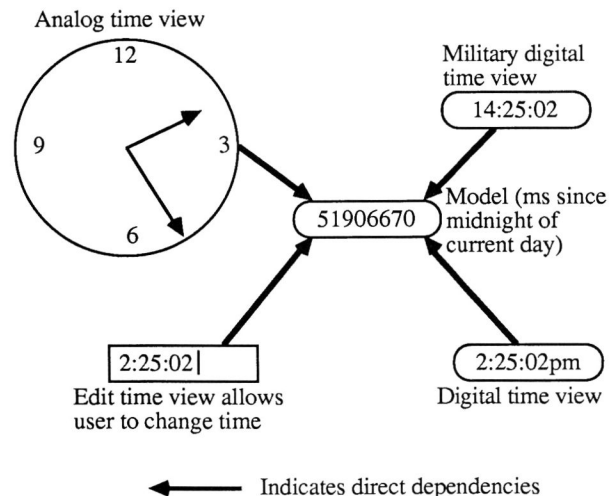 Analog time view
12
9
3
6
Military digital
time view
14:25:02
51906670
Model (ms since
midnight of
current day)
2:25:02
Edit time view allows
user to change time
2:25:02pm
Digital time view
Indicates direct dependencies